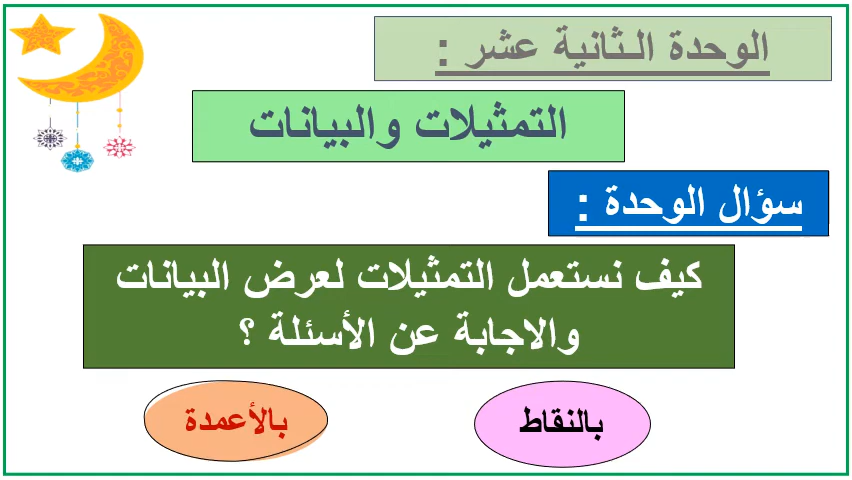 الوحدة الثانية عشر :
التمثيلات والبيانات
سؤال الوحدة :
كيف نستعمل التمثيلات لعرض البيانات
والاجابة عن الأسئلة ؟
بالنقاط
بالأعمدة